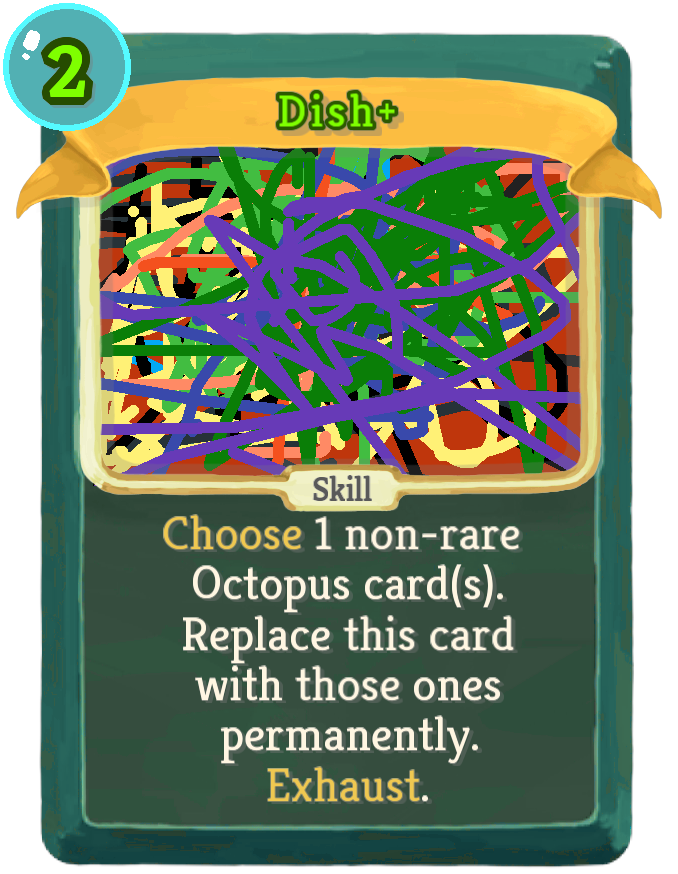 2
Dish+
Skill
Choose 1 non-rare
Octopus card(s).
Replace this card
with those ones
permanently.
Exhaust.